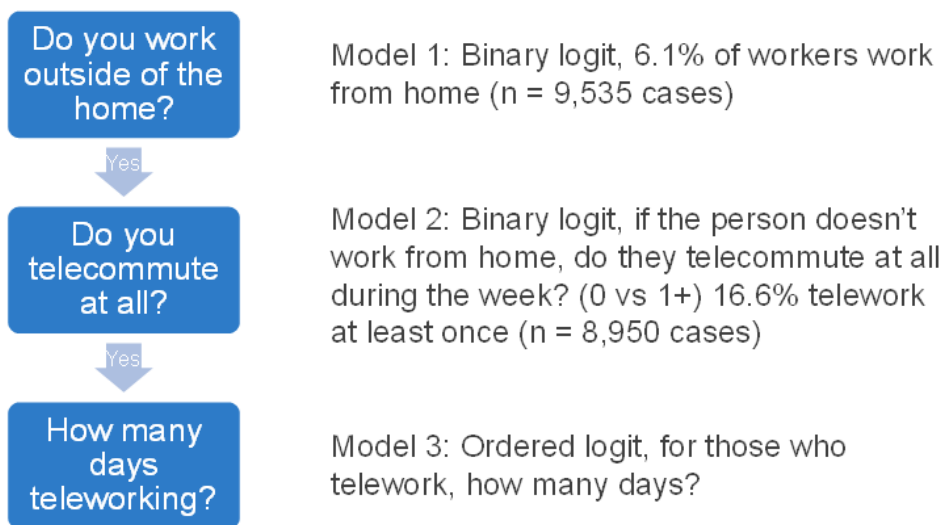 Do you work
outside of the
home?
Model 1: Binary logit, 6.1% of workers work
from home (n = 9,535 cases)
Yes
Do you
telecommute
at all?
Model 2: Binary logit, if the person doesn't
work from home, do they telecommute at all
during the week? (0 vs 1+) 16.6% telework
at least once (n = 8,950 cases)
Yes
How many
days
teleworking?
Model 3: Ordered logit, for those who
telework, how many days?